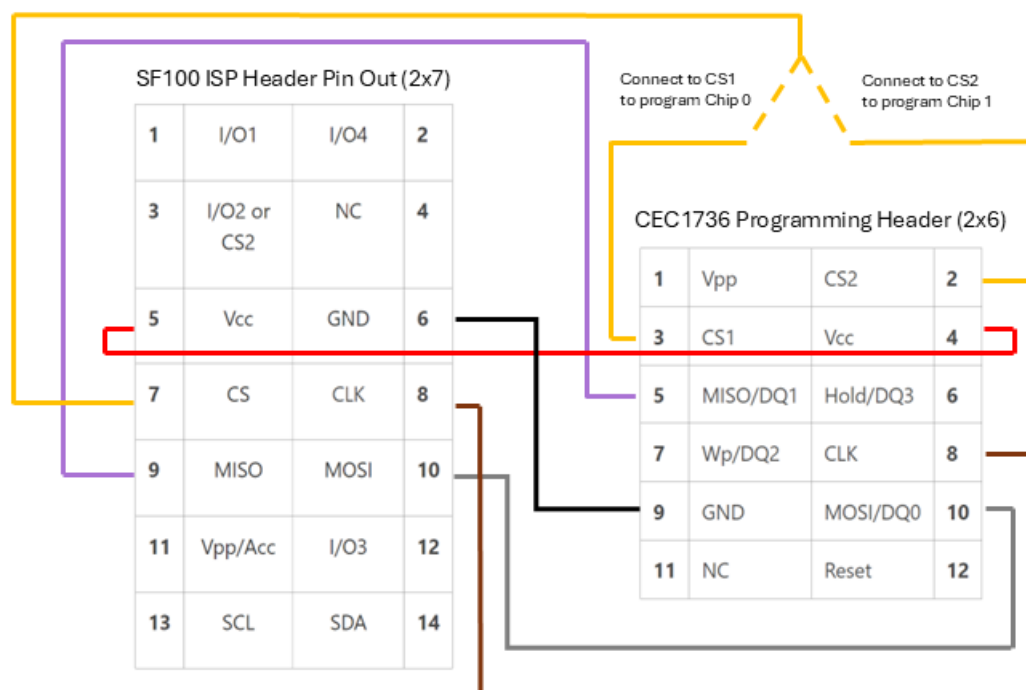 SF100 ISP Header Pin Out (2x7)
Connect to CS1
to program Chip 0
Connect to CS2
to program Chip 1
1 I/O1 I/O4 2
3 I/O2 or
CS2 NC 4
5 Vcc GND 6
7 CS CLK 8
9 MISO MOSI 10
11 Vpp/Acc I/O3 12
13 SCL SDA 14
CEC1736 Programming Header (2x6)
1 Vpp CS2 2
3 CS1 Vcc 4
5 MISO/DQ1 Hold/DQ3 6
7 Wp/DQ2 CLK 8
9 GND MOSI/DQ0 10
11 NC Reset 12